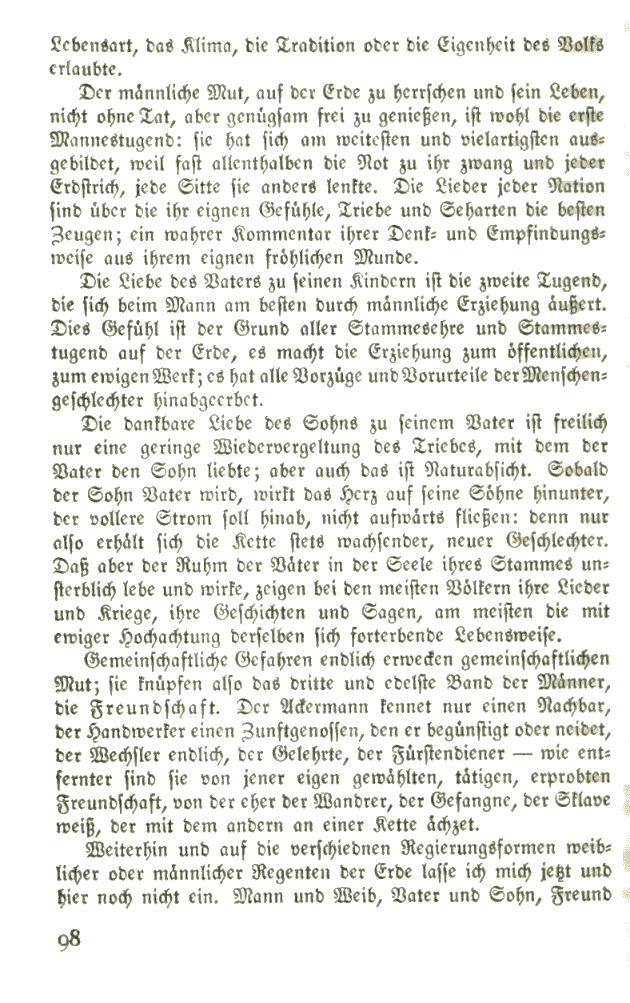 Lebensart, das Klima, die Tradition oder die Eigenheit des Volks
erlaubte.
Der männliche Mut, auf der Erde zu herrschen und sein Leben,
nicht ohne Tat, aber genügsam frei zu genießen, ist wohl die erste
Mannestugend: sie hat sich am weitesten und vielartigsten aus-
gebildet, weil fast allenthalben die Not zu ihr zwang und jeder
Erdstrich, jede Sitte sie anders lenkte. Die Lieder jeder Nation
sind über die ihr eignen Gefühle, Triebe und Seharten die besten
Zeugen; ein wahrer Kommentar ihrer Denk- und Empfindungs-
weise aus ihrem eignen fröhlichen Munde.
Die Liebe des Vaters zu seinen Kindern ist die zweite Tugend,
die sich beim Mann am besten durch männliche Erziehung äußert.
Dies Gefühl ist der Grund aller Stammesehre und Stammes-
tugend auf der Erde, es macht die Erziehung zum öffentlichen,
zum ewigen Werk; es hat alle Vorzüge und Vorurteile der Menschen-
geschlechter hinabgeerbet.
Die dankbare Liebe des Sohns zu seinem Vater ist freilich
nur eine geringe Wiedervergeltung des Triebes, mit dem der
Vater den Sohn liebte; aber auch das ist Naturabsicht. Sobald
der Sohn Vater wird, wirkt das Herz auf seine Söhne hinunter,
der vollere Strom soll hinab, nicht aufwärts fließen: denn nur
also erhält sich die Kette stets wachsender, neuer Geschlechter.
Daß aber der Ruhm der Väter in der Seele ihres Stammes un-
sterblich lebe und wirke, zeigen bei den meisten Völkern ihre Lieder
und Kriege, ihre Geschichten und Sagen, am meisten die mit
ewiger Hochachtung derselben sich forterbende Lebensweise.
Gemeinschaftliche Gefahren endlich erwecken gemeinschaftlichen
Mut; sie knüpfen also das dritte und edelste Band der Männer,
die Freundschaft. Der Ackermann kennet nur einen Nachbar,
der Handwerker einen Zunftgenossen, den er begünstigt oder neidet,
der Wechsler endlich, der Gelehrte, der Fürstendiener — wie ent-
fernter sind sie von jener eigen gewählten, tätigen, erprobten
Freundschaft, von der eher der Wandrer, der Gefangne, der Sklave
weiß, der mit dem andern an einer Kette ächzet.
Weiterhin und auf die verschiednen Regierungsformen weib-
licher oder männlicher Regenten der Erde lasse ich mich jetzt und
hier noch nicht ein. Mann und Weib, Vater und Sohn, Freund
98